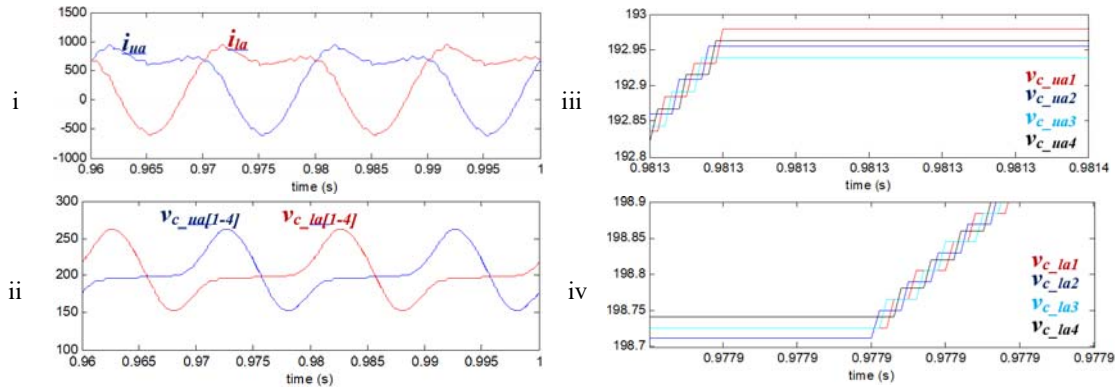 i
1500
1000
500
0
-500
-1000
i_ua
i_la
0.96 0.965 0.97 0.975 0.98 0.985 0.99 0.995 1
time (s)
ii
300
250
200
150
100
v_c_ua[1-4]
v_c_la[1-4]
0.96 0.965 0.97 0.975 0.98 0.985 0.99 0.995 1
time (s)
iii
193
192.95
192.9
192.85
192.8
v_c_ua1
v_c_ua2
v_c_ua3
v_c_ua4
0.9813 0.9813 0.9813 0.9813 0.9813 0.9813 0.9814
time (s)
iv
198.9
198.85
198.8
198.75
198.7
v_c_la1
v_c_la2
v_c_la3
v_c_la4
0.9779 0.9779 0.9779 0.9779 0.9779 0.9779
time (s)